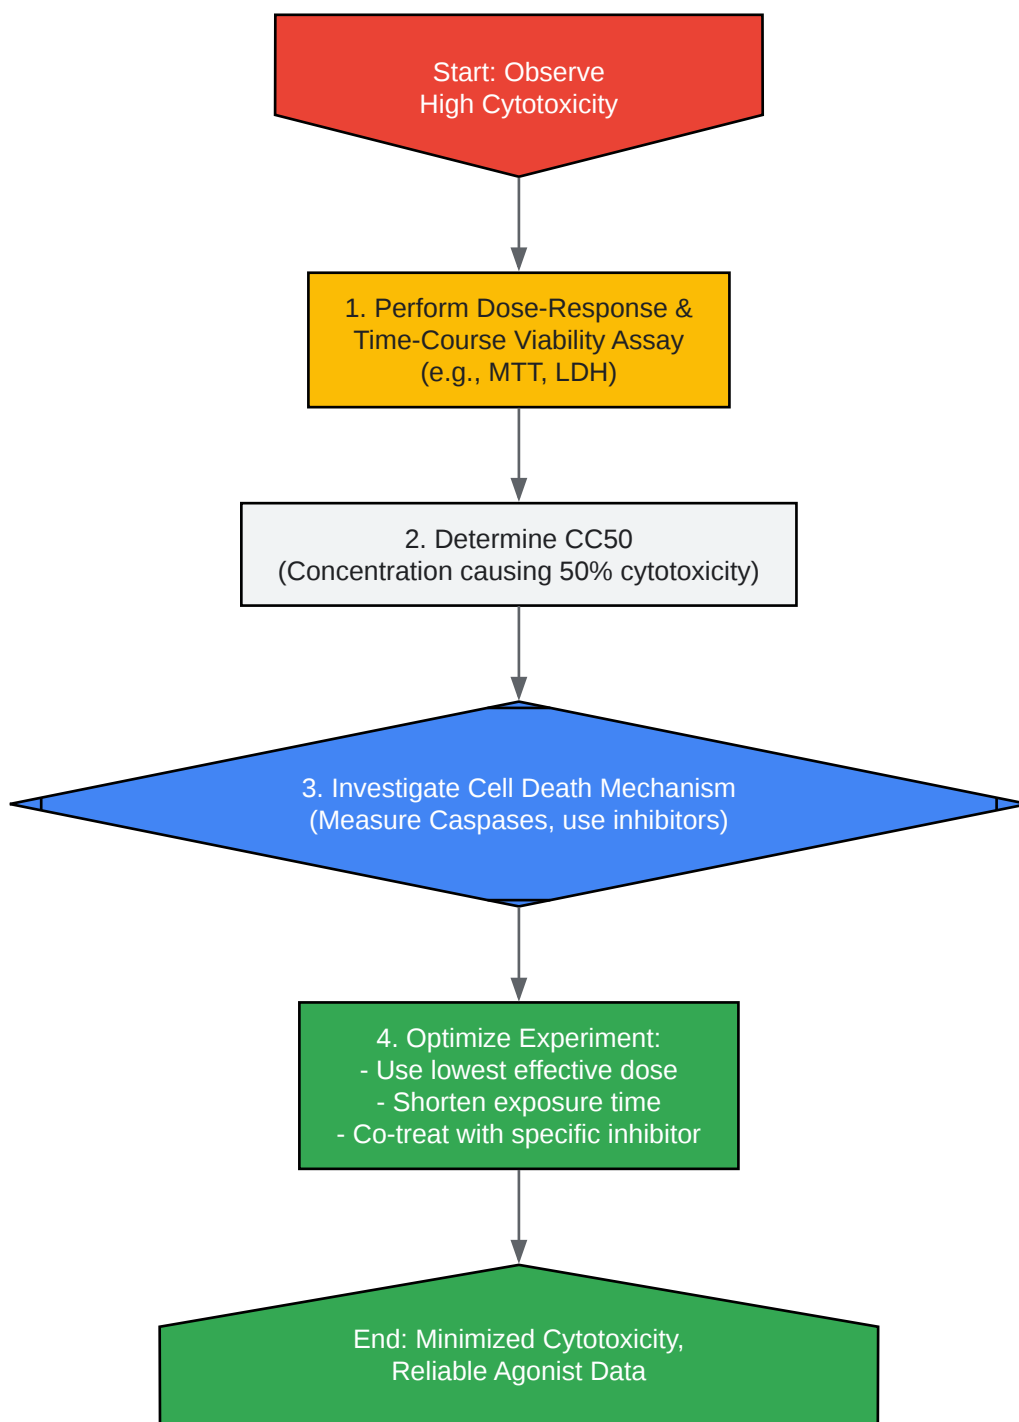 Start: Observe
High Cytotoxicity
1. Perform Dose-Response &
Time-Course Viability Assay
(e.g., MTT, LDH)
2. Determine CC50
(Concentration causing 50% cytotoxicity)
3. Investigate Cell Death Mechanism
(Measure Caspases, use inhibitors)
4. Optimize Experiment:
- Use lowest effective dose
- Shorten exposure time
- Co-treat with specific inhibitor
End: Minimized Cytotoxicity,
Reliable Agonist Data